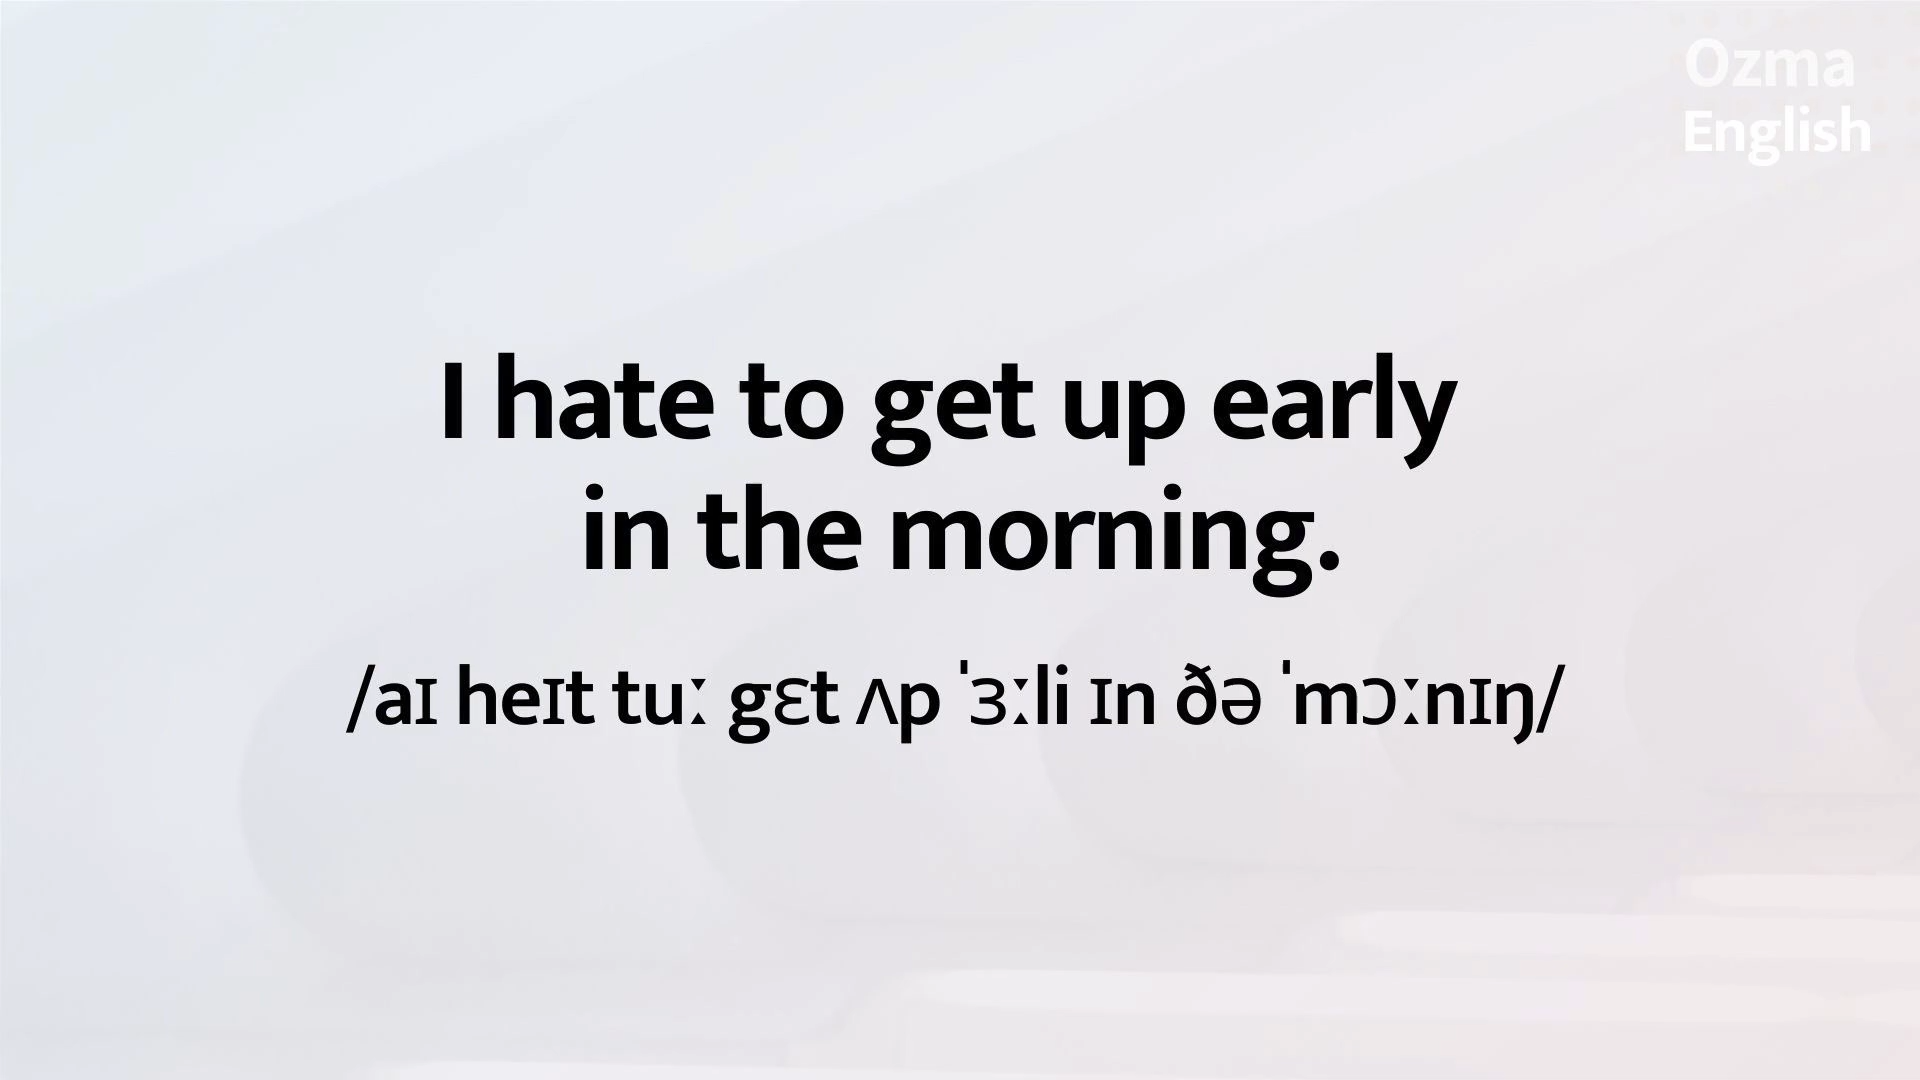 Ozma
English
I hate to get up early
in the morning.
/aɪ heɪt tuː gɛt ʌp ˈɜːli ɪn ðə ˈmɔːnɪŋ/